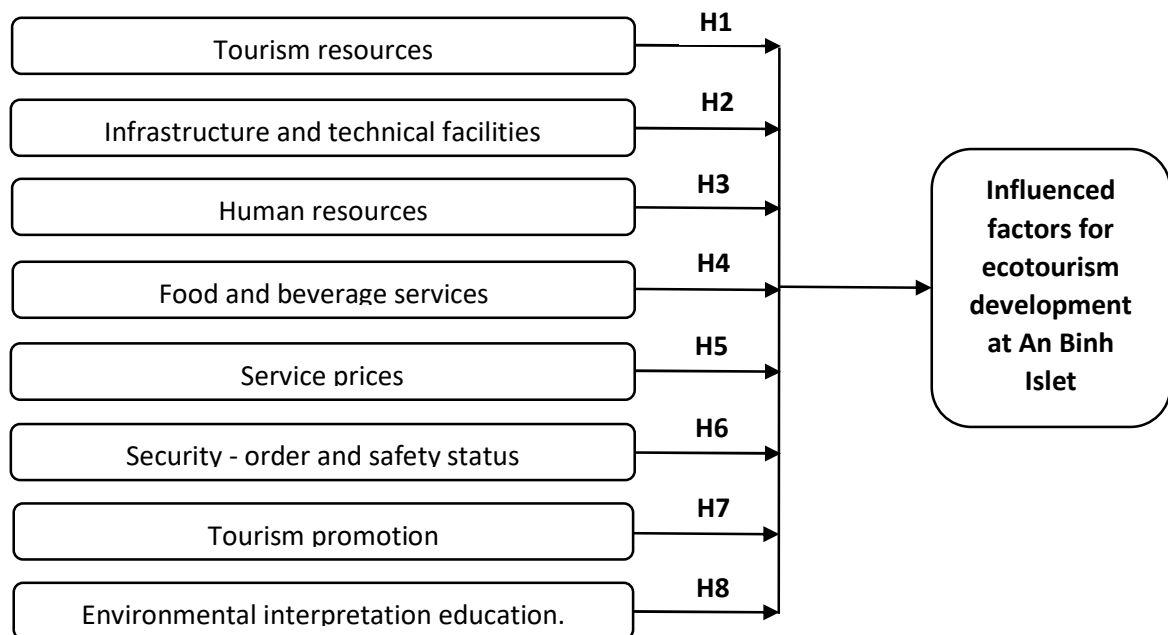 H1
Tourism resources
H2
Infrastructure and technical facilities
H3
Human resources
H4
Food and beverage services
H5
Service prices
H6
Security - order and safety status
H7
Tourism promotion
H8
Environmental interpretation education.
Influenced
factors for
ecotourism
development
at An Binh
Islet